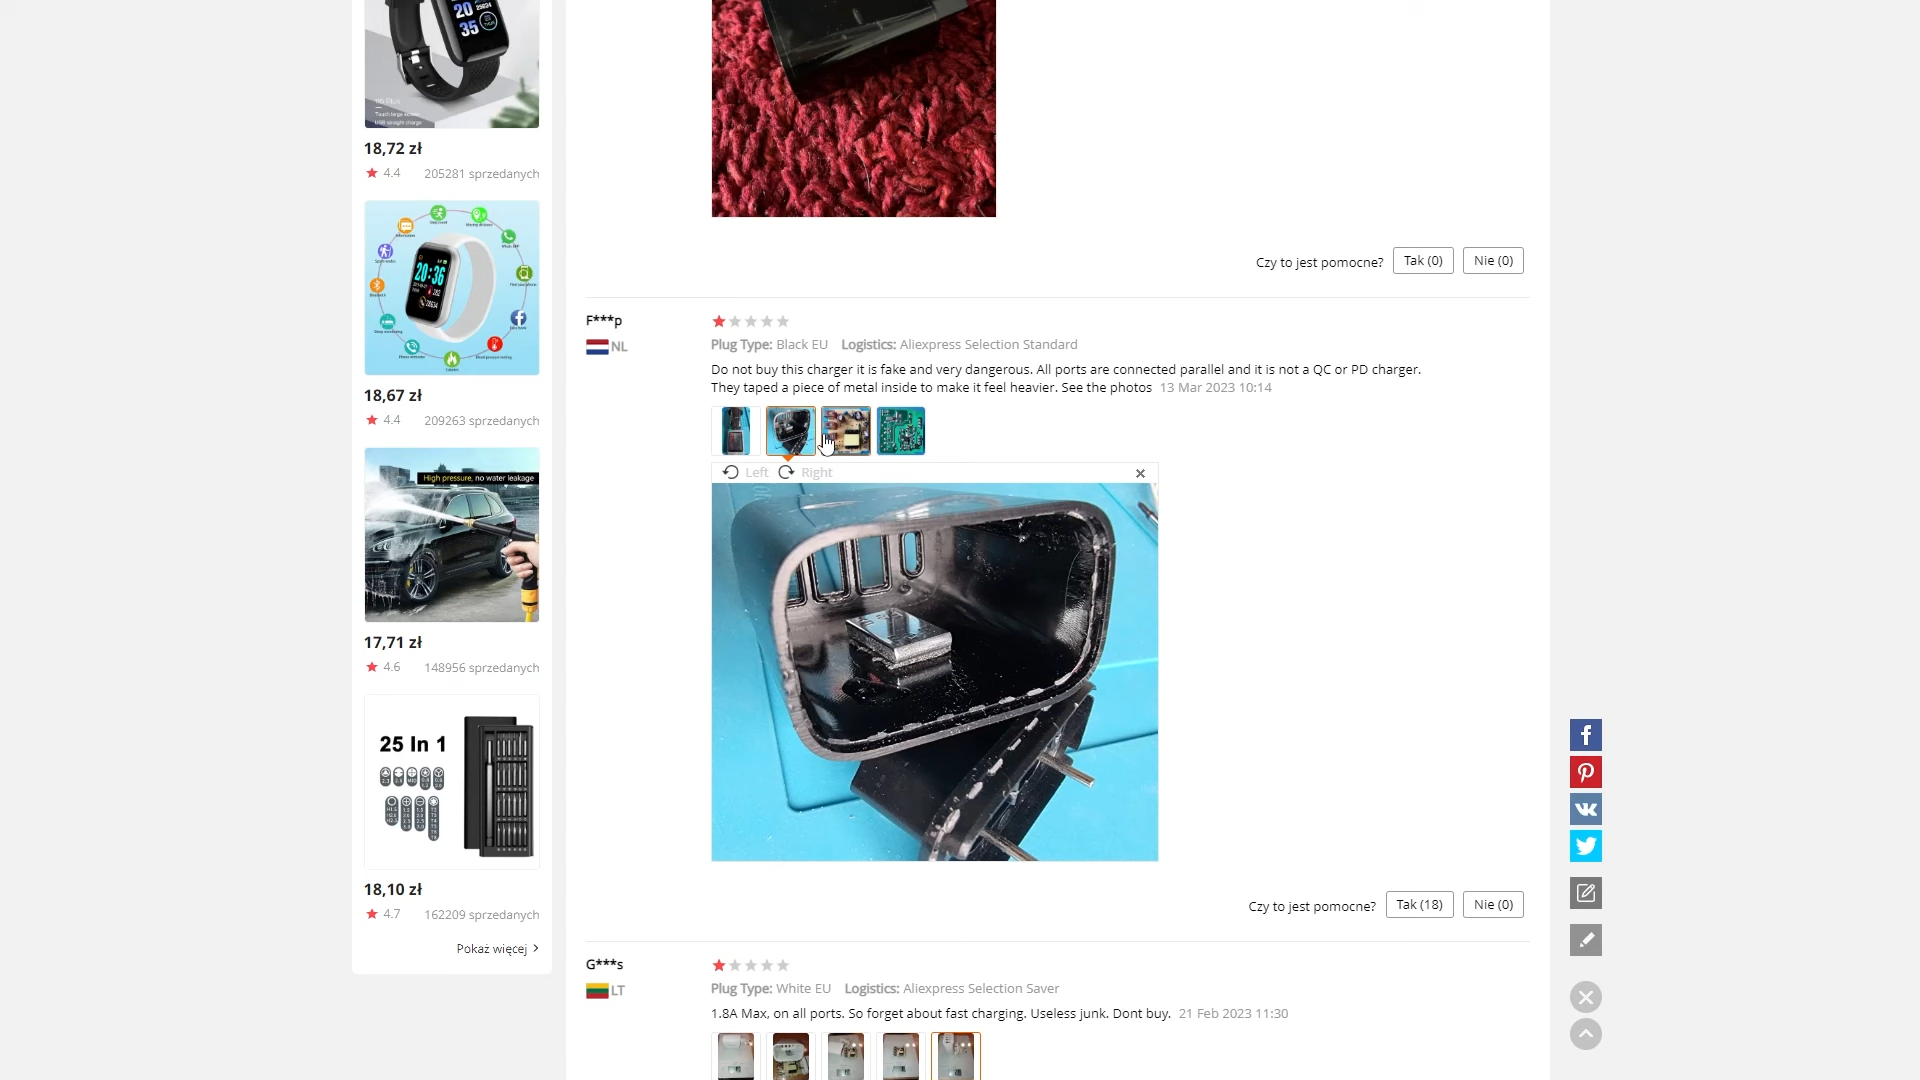 20
35
18,72 zł
4.4
205281 sprzedanych
20:36
18,67 zł
4.4
209263 sprzedanych
High pressure, no water leakage
17,71 zł
4.6
148956 sprzedanych
25 In 1
18,10 zł
4.7
162209 sprzedanych
Pokaż więcej
Czy to jest pomocne?
Tak (0)
Nie (0)
F***p
NL
Plug Type: Black EU Logistics: Aliexpress Selection Standard
Do not buy this charger it is fake and very dangerous. All ports are connected parallel and it is not a QC or PD charger.
They taped a piece of metal inside to make it feel heavier. See the photos 13 Mar 2023 10:14
Left
Right
Czy to jest pomocne?
Tak (18)
Nie (0)
G***s
LT
Plug Type: White EU Logistics: Aliexpress Selection Saver
1.8A Max, on all ports. So forget about fast charging. Useless junk. Dont buy. 21 Feb 2023 11:30